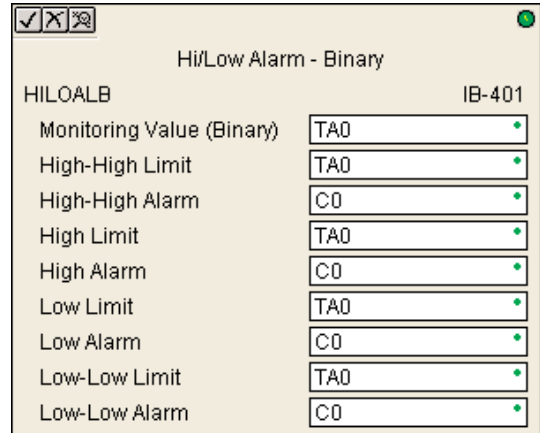 Hi/Low Alarm - Binary
HILOALB IB-401
Monitoring Value (Binary) TA0
High-High Limit TA0
High-High Alarm C0
High Limit TA0
High Alarm C0
Low Limit TA0
Low Alarm C0
Low-Low Limit TA0
Low-Low Alarm C0